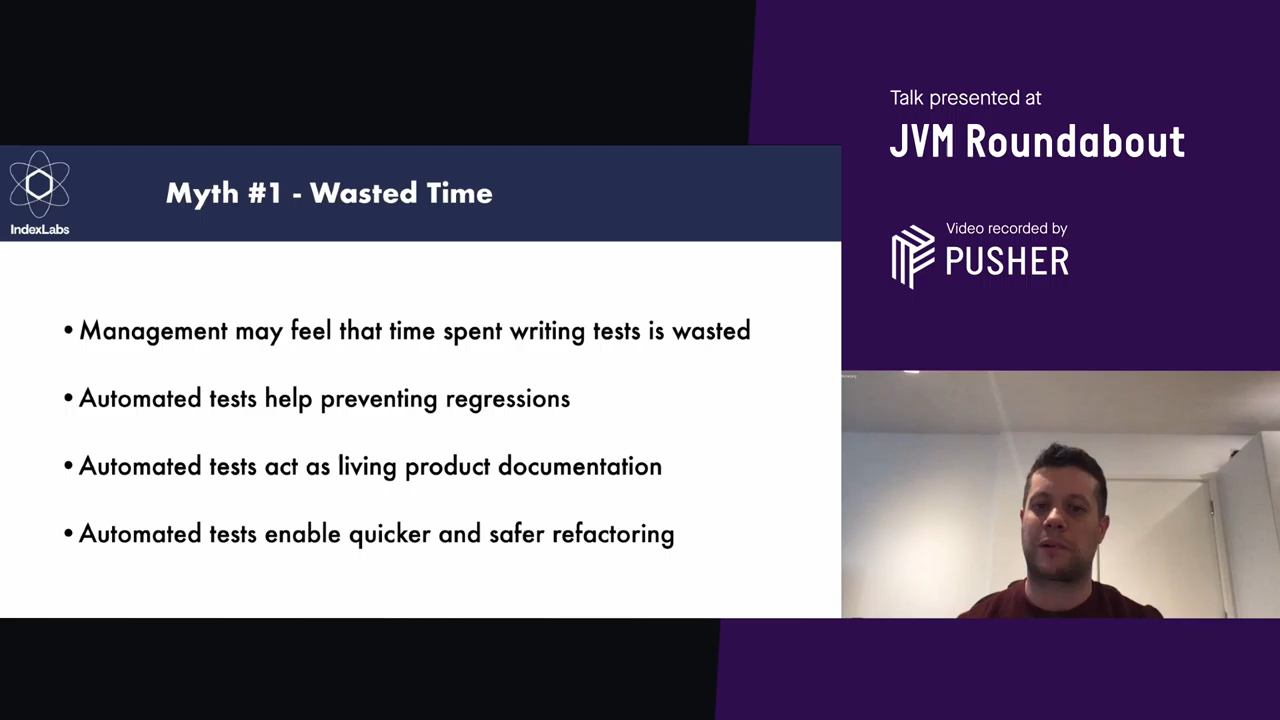 IndexLabs
Myth #1 - Wasted Time
•Management may feel that time spent writing tests is wasted
•Automated tests help preventing regressions
•Automated tests act as living product documentation
•Automated tests enable quicker and safer refactoring
Talk presented at
JVM Roundabout
Video recorded by
PUSHER